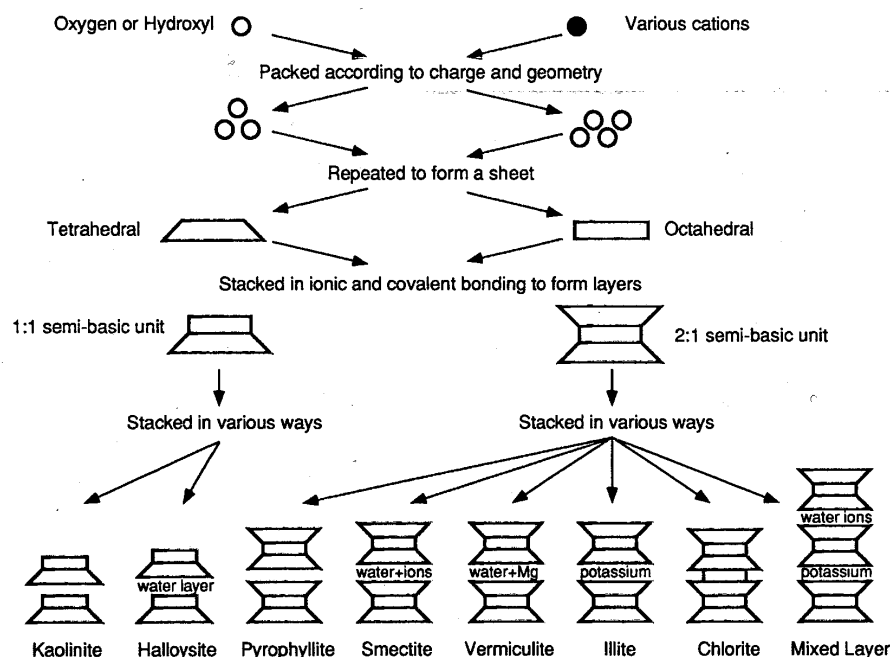 Oxygen or Hydroxyl
Various cations
Packed according to charge and geometry
Repeated to form a sheet
Tetrahedral
Octahedral
Stacked in ionic and covalent bonding to form layers
1:1 semi-basic unit
2:1 semi-basic unit
Stacked in various ways
Stacked in various ways
water ions
water layer
water+ions
water+Mg
potassium
potassium
Kaolinite
Halloysite
Pyrophyllite
Smectite
Vermiculite
Illite
Chlorite
Mixed Layer